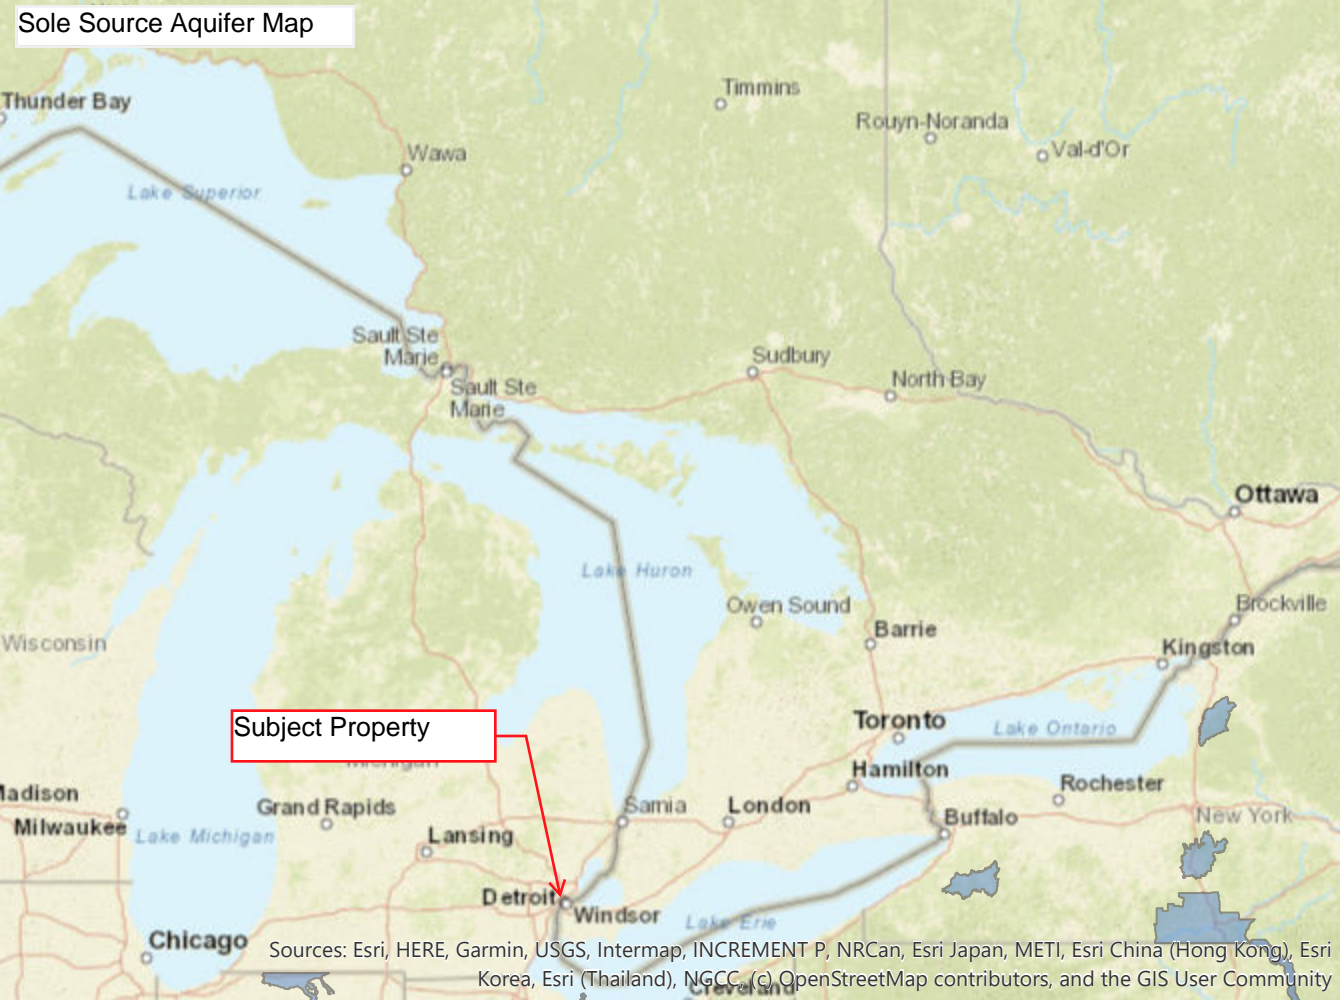 Sole Source Aquifer Map
Timmins
Thunder Bay
Rouyn-Noranda
Val-d'Or
Wawa
Lake Superior
Sault Ste
Marie
Sudbury
North Bay
Sault Ste
Marie
Ottawa
Lake Huron
Owen Sound
Brockville
Barrie
Wisconsin
Kingston
Toronto
Lake Ontario
Subject Property
Michigan
Hamilton
Rochester
Madison
Grand Rapids
Sarnia
London
New York
Buffalo
Milwaukee
Lake Michigan
Lansing
Detroit
Windsor
Lake Erie
Chicago
Sources: Esri, HERE, Garmin, USGS, Intermap, INCREMENT P, NRCan, Esri Japan, METI, Esri China (Hong Kong), Esri
Korea, Esri (Thailand), NGCC, (c) OpenStreetMap contributors, and the GIS User Community
Cleveland